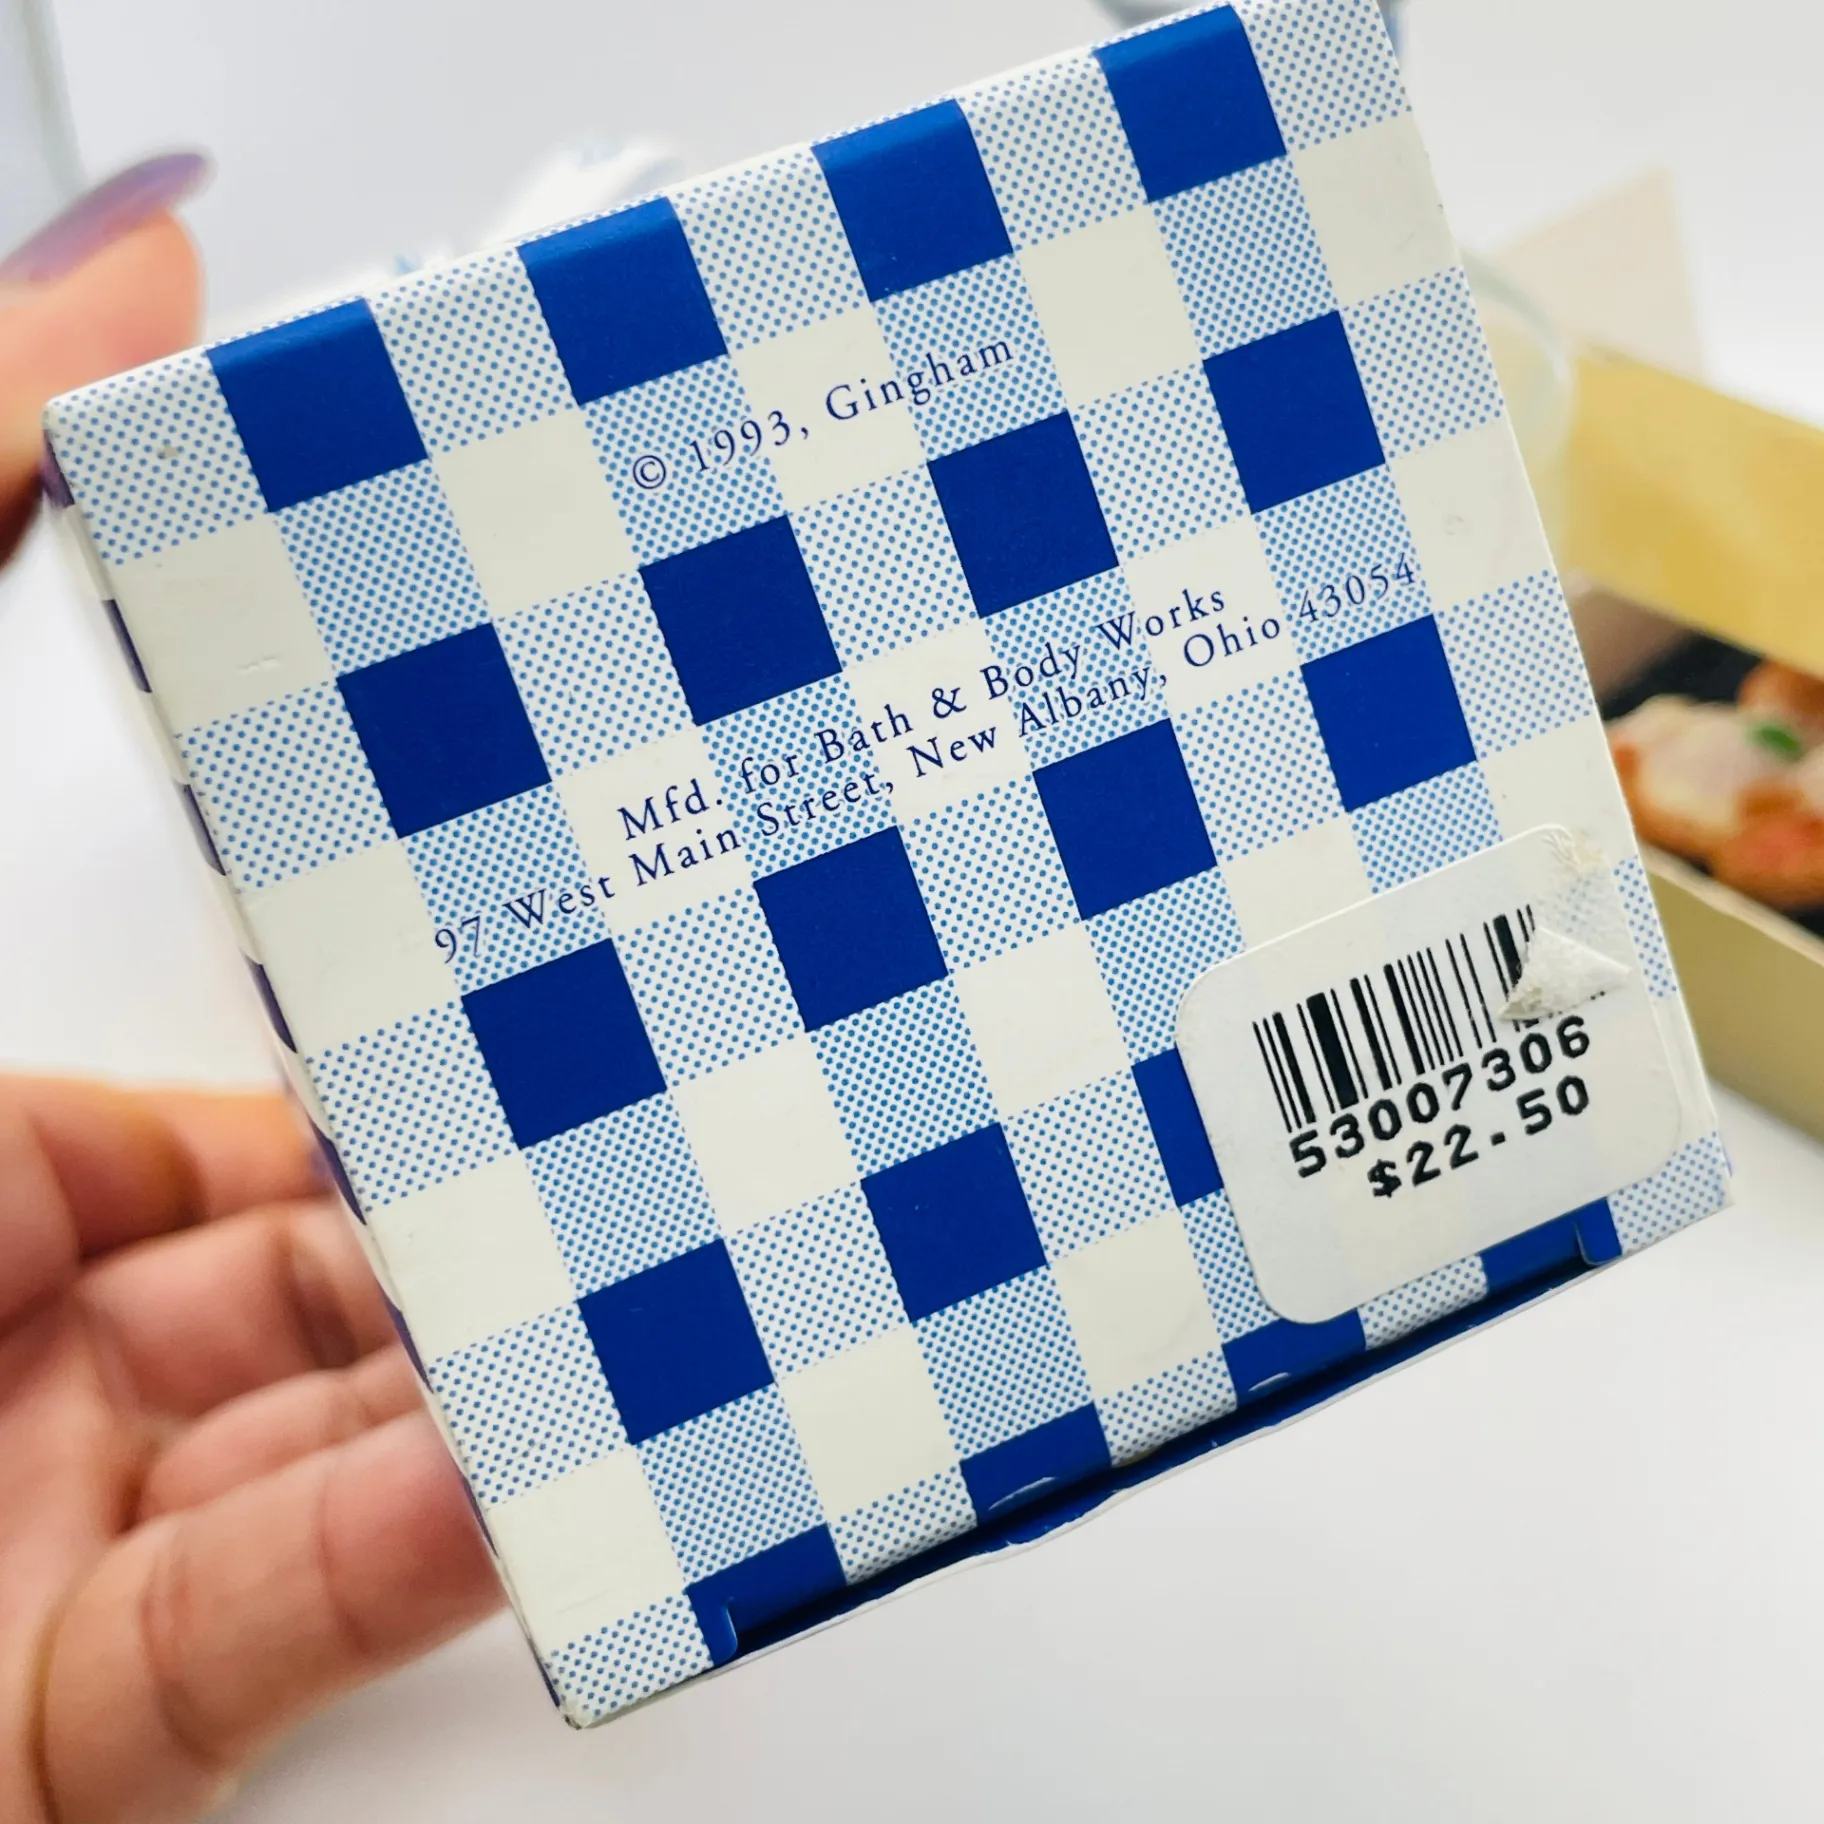 © 1993, Gingham
Mfd. for Bath & Body Works
97 West Main Street, New Albany, Ohio 43054
53007306
$22.50